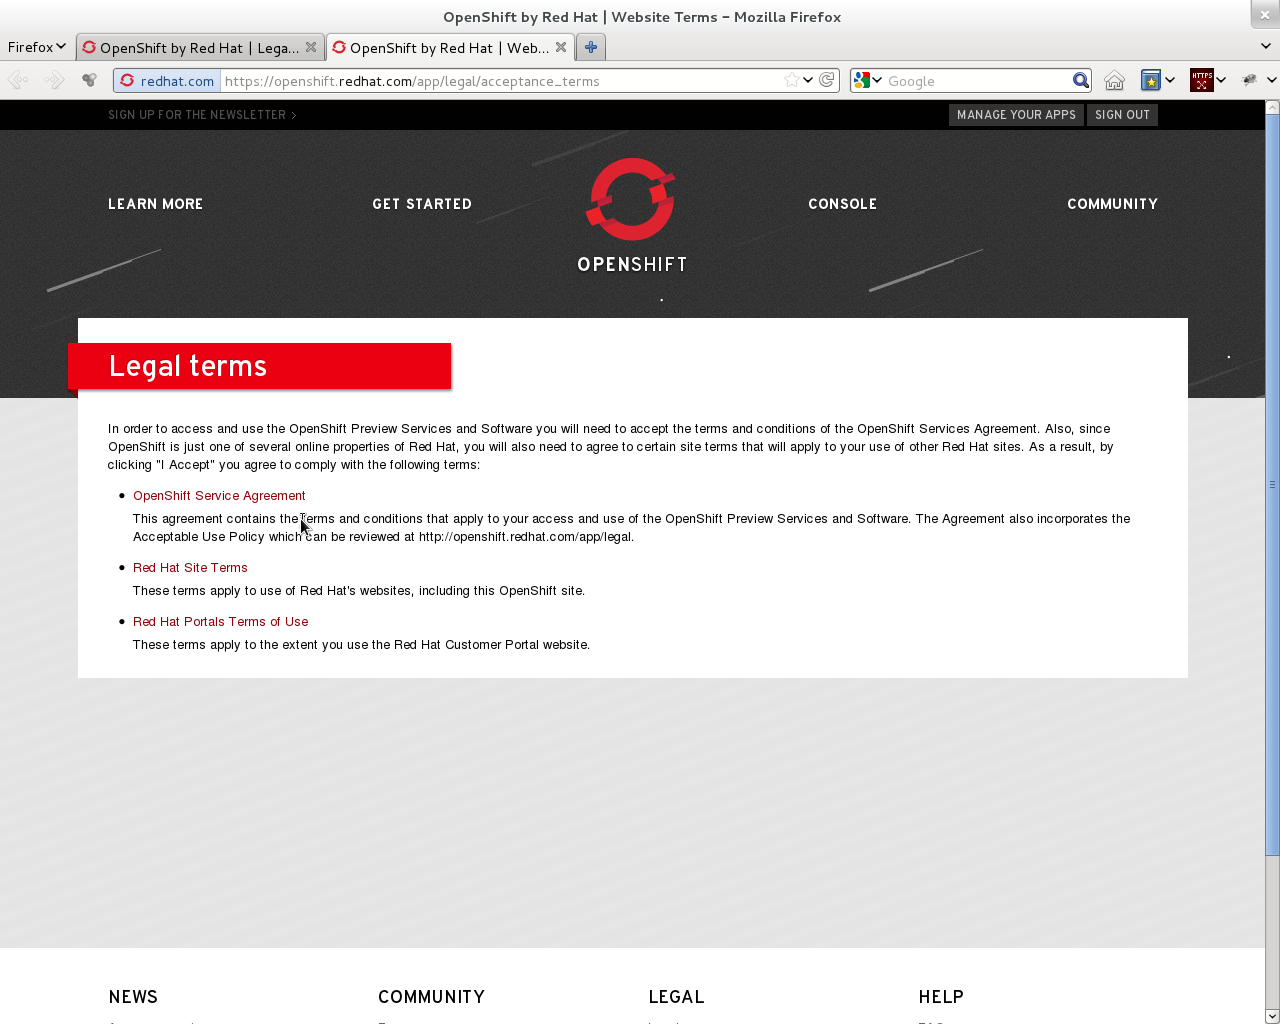 OpenShift by Red Hat | Website Terms – Mozilla Firefox
Firefox
OpenShift by Red Hat | Lega...
OpenShift by Red Hat | Web...
redhat.com
https://openshift.redhat.com/app/legal/acceptance_terms
Google
HTTPS
SIGN UP FOR THE NEWSLETTER >
MANAGE YOUR APPS
SIGN OUT
LEARN MORE
GET STARTED
OPENSHIFT
CONSOLE
COMMUNITY
Legal terms
In order to access and use the OpenShift Preview Services and Software you will need to accept the terms and conditions of the OpenShift Services Agreement. Also, since
OpenShift is just one of several online properties of Red Hat, you will also need to agree to certain site terms that will apply to your use of other Red Hat sites. As a result, by
clicking "I Accept" you agree to comply with the following terms:
• OpenShift Service Agreement
This agreement contains the terms and conditions that apply to your access and use of the OpenShift Preview Services and Software. The Agreement also incorporates the
Acceptable Use Policy which can be reviewed at http://openshift.redhat.com/app/legal.
• Red Hat Site Terms
These terms apply to use of Red Hat's websites, including this OpenShift site.
• Red Hat Portals Terms of Use
These terms apply to the extent you use the Red Hat Customer Portal website.
NEWS
COMMUNITY
LEGAL
HELP